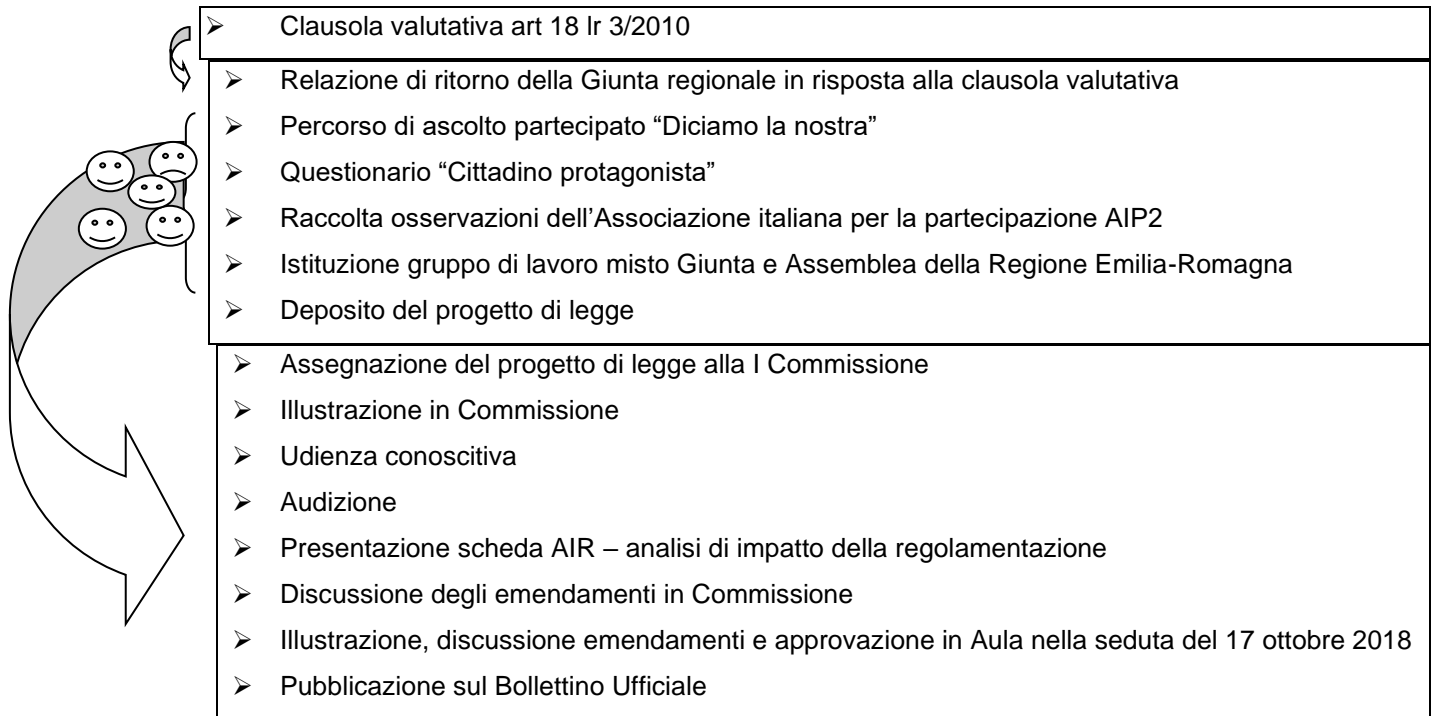 ➢ Clausola valutativa art 18 lr 3/2010
➢ Relazione di ritorno della Giunta regionale in risposta alla clausola valutativa
➢ Percorso di ascolto partecipato “Diciamo la nostra”
➢ Questionario “Cittadino protagonista”
➢ Raccolta osservazioni dell’Associazione italiana per la partecipazione AIP2
➢ Istituzione gruppo di lavoro misto Giunta e Assemblea della Regione Emilia-Romagna
➢ Deposito del progetto di legge
➢ Assegnazione del progetto di legge alla I Commissione
➢ Illustrazione in Commissione
➢ Udienza conoscitiva
➢ Audizione
➢ Presentazione scheda AIR – analisi di impatto della regolamentazione
➢ Discussione degli emendamenti in Commissione
➢ Illustrazione, discussione emendamenti e approvazione in Aula nella seduta del 17 ottobre 2018
➢ Pubblicazione sul Bollettino Ufficiale